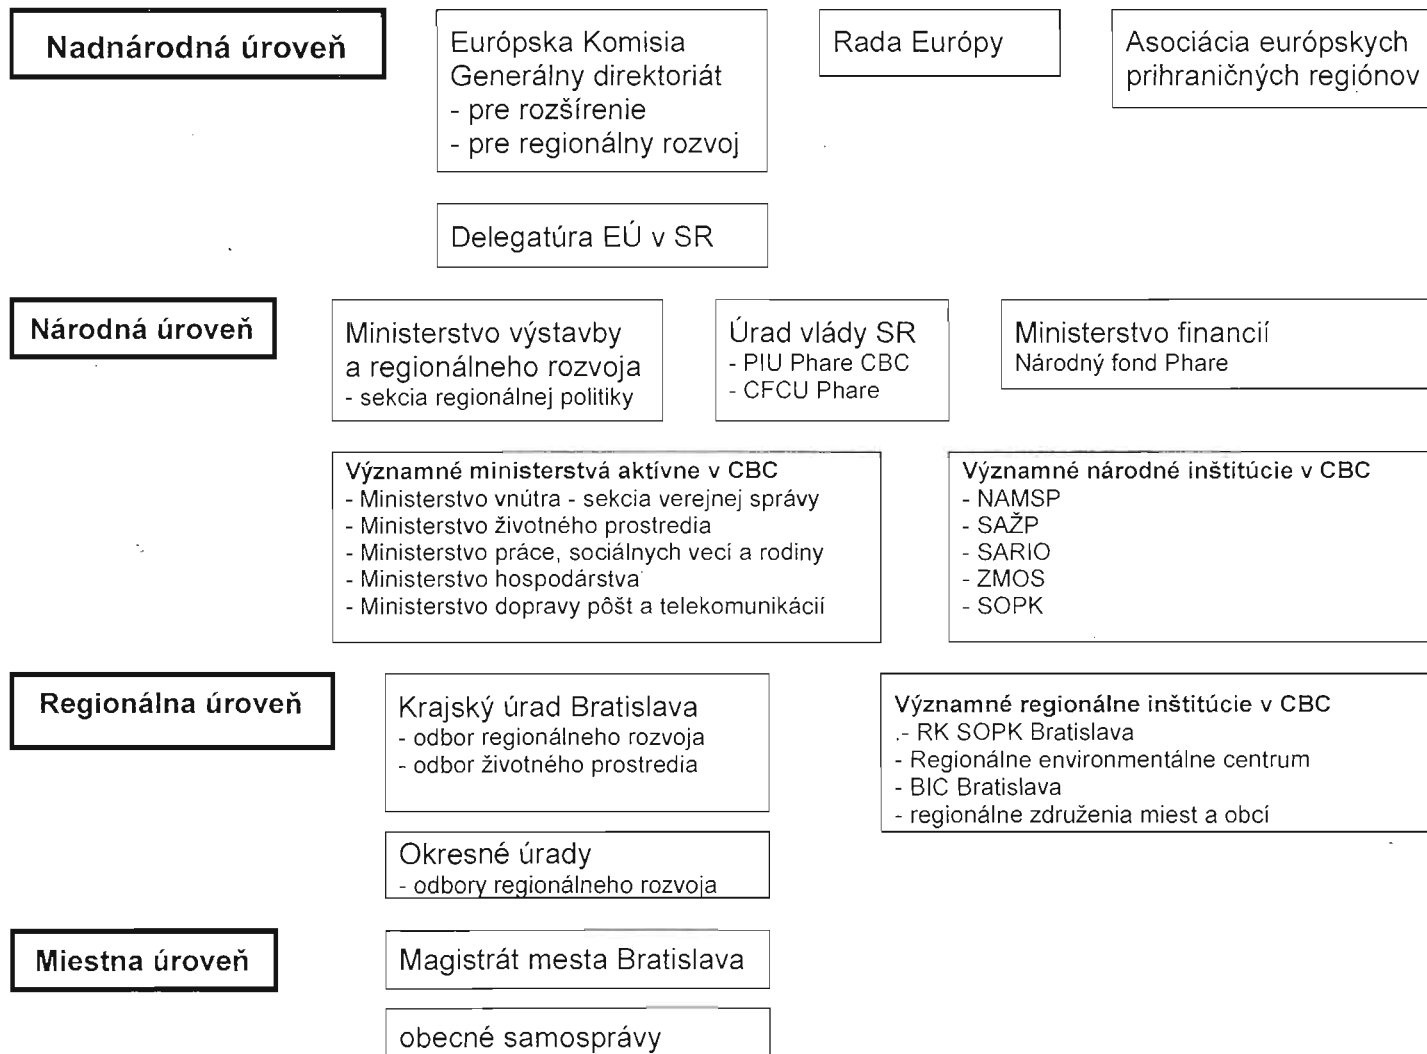 Nadnárodná úroveň
Európska Komisia
Generálny direktoriát
- pre rozšírenie
- pre regionálny rozvoj
Rada Európy
Asociácia európskych
prihraničných regiónov
Delegatúra EÚ v SR
Národná úroveň
Ministerstvo výstavby
a regionálneho rozvoja
- sekcia regionálnej politiky
Úrad vlády SR
- PIU Phare CBC
- CFCU Phare
Ministerstvo financií
Národný fond Phare
Významné ministerstvá aktívne v CBC
- Ministerstvo vnútra - sekcia verejnej správy
- Ministerstvo životného prostredia
- Ministerstvo práce, sociálnych vecí a rodiny
- Ministerstvo hospodárstva
- Ministerstvo dopravy pôšt a telekomunikácií
Významné národné inštitúcie v CBC
- NAMSP
- SAŽP
- SARIO
- ZMOS
- SOPK
Regionálna úroveň
Krajský úrad Bratislava
- odbor regionálneho rozvoja
- odbor životného prostredia
Významné regionálne inštitúcie v CBC
.- RK SOPK Bratislava
- Regionálne environmentálne centrum
- BIC Bratislava
- regionálne združenia miest a obcí
Okresné úrady
- odbory regionálneho rozvoja
Miestna úroveň
Magistrát mesta Bratislava
obecné samosprávy